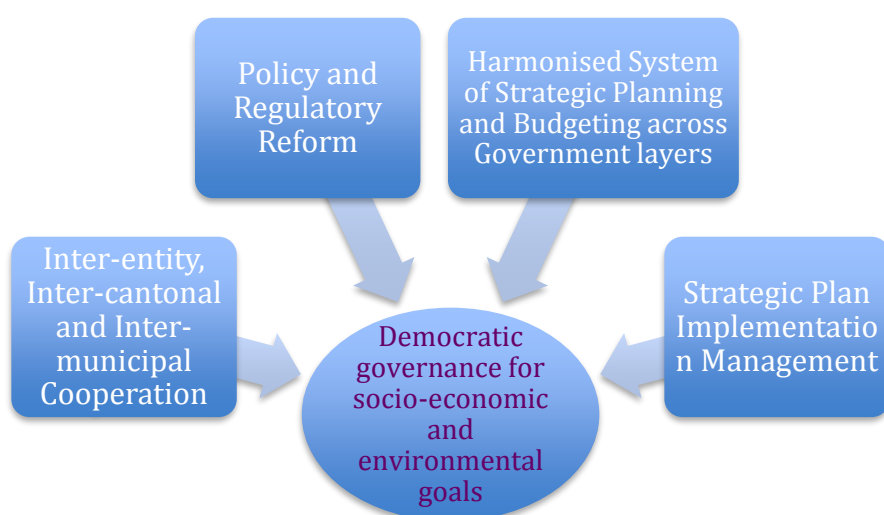 Policy and
Regulatory
Reform
Harmonised System
of Strategic Planning
and Budgeting across
Government layers
Inter-entity,
Inter-cantonal
and Inter-
municipal
Cooperation
Strategic Plan
Implementatio
n Management
Democratic
governance for
socio-economic
and
environmental
goals